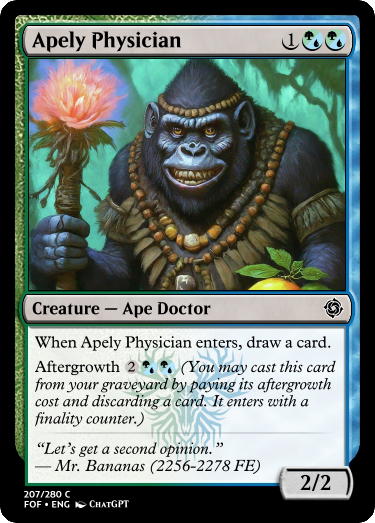 Apely Physician 1
Creature — Ape Doctor
When Apely Physician enters, draw a card.
Aftergrowth 2 (You may cast this card
from your graveyard by paying its aftergrowth
cost and discarding a card. It enters with a
finality counter.)
“Let’s get a second opinion.”
— Mr. Bananas (2256-2278 FE)
2/2
207/280 C
FOF • ENG ChatGPT